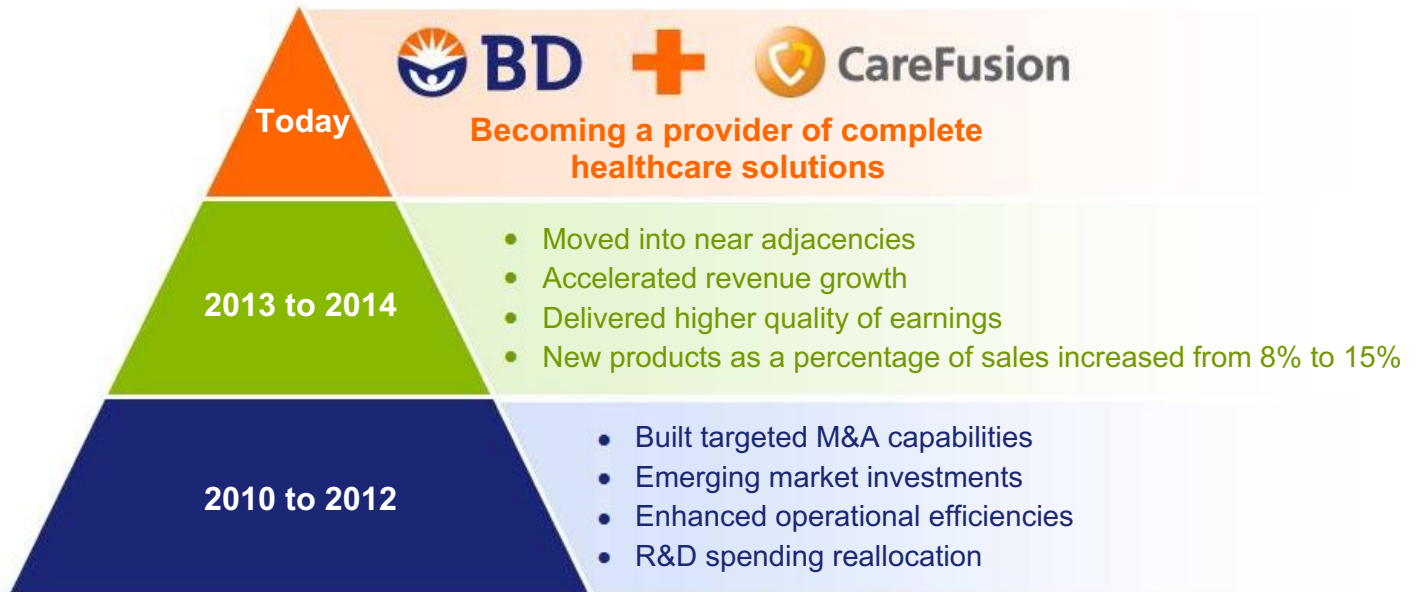 BD + CareFusion
Today
Becoming a provider of complete
healthcare solutions
2013 to 2014
• Moved into near adjacencies
• Accelerated revenue growth
• Delivered higher quality of earnings
• New products as a percentage of sales increased from 8% to 15%
2010 to 2012
• Built targeted M&A capabilities
• Emerging market investments
• Enhanced operational efficiencies
• R&D spending reallocation